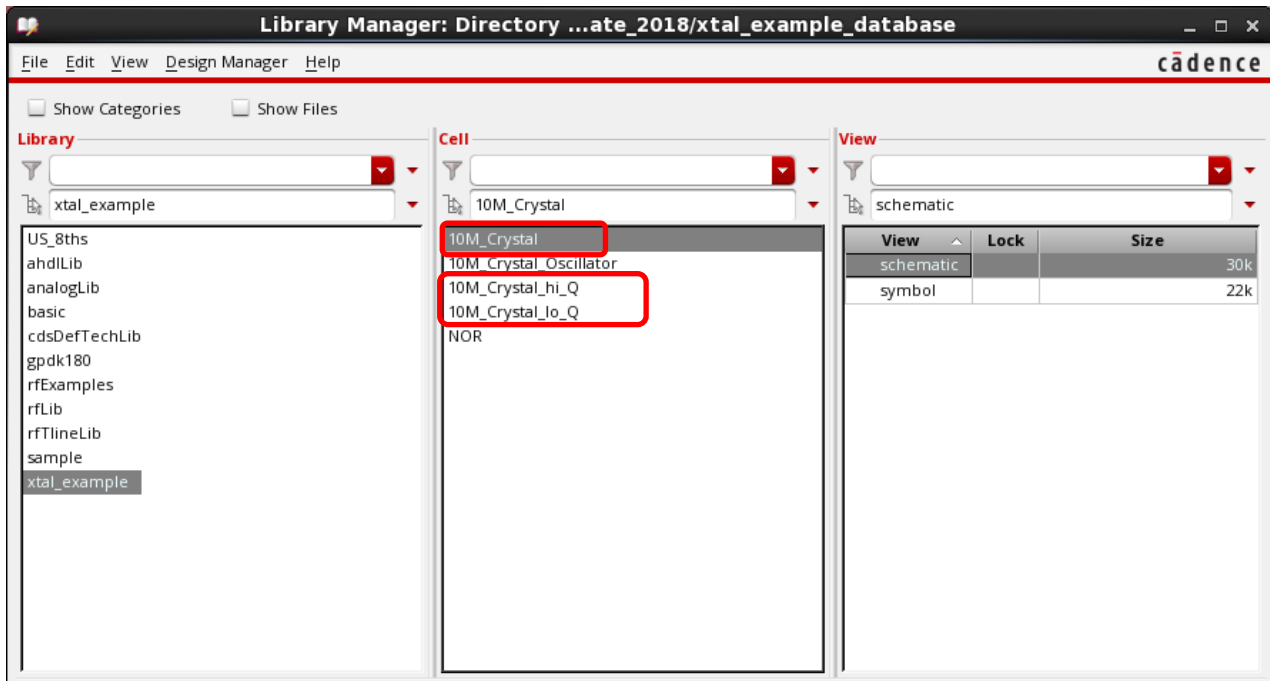 Library Manager: Directory ...ate_2018/xtal_example_database
File Edit View Design Manager Help
cādence
Show Categories Show Files
Library
xtal_example
US_8ths
ahdlLib
analogLib
basic
cdsDefTechLib
gpdk180
rfExamples
rfLib
rfTlineLib
sample
xtal_example
Cell
10M_Crystal
10M_Crystal
10M_Crystal_Oscillator
10M_Crystal_hi_Q
10M_Crystal_lo_Q
NOR
View
schematic
View Lock Size
schematic 30k
symbol 22k